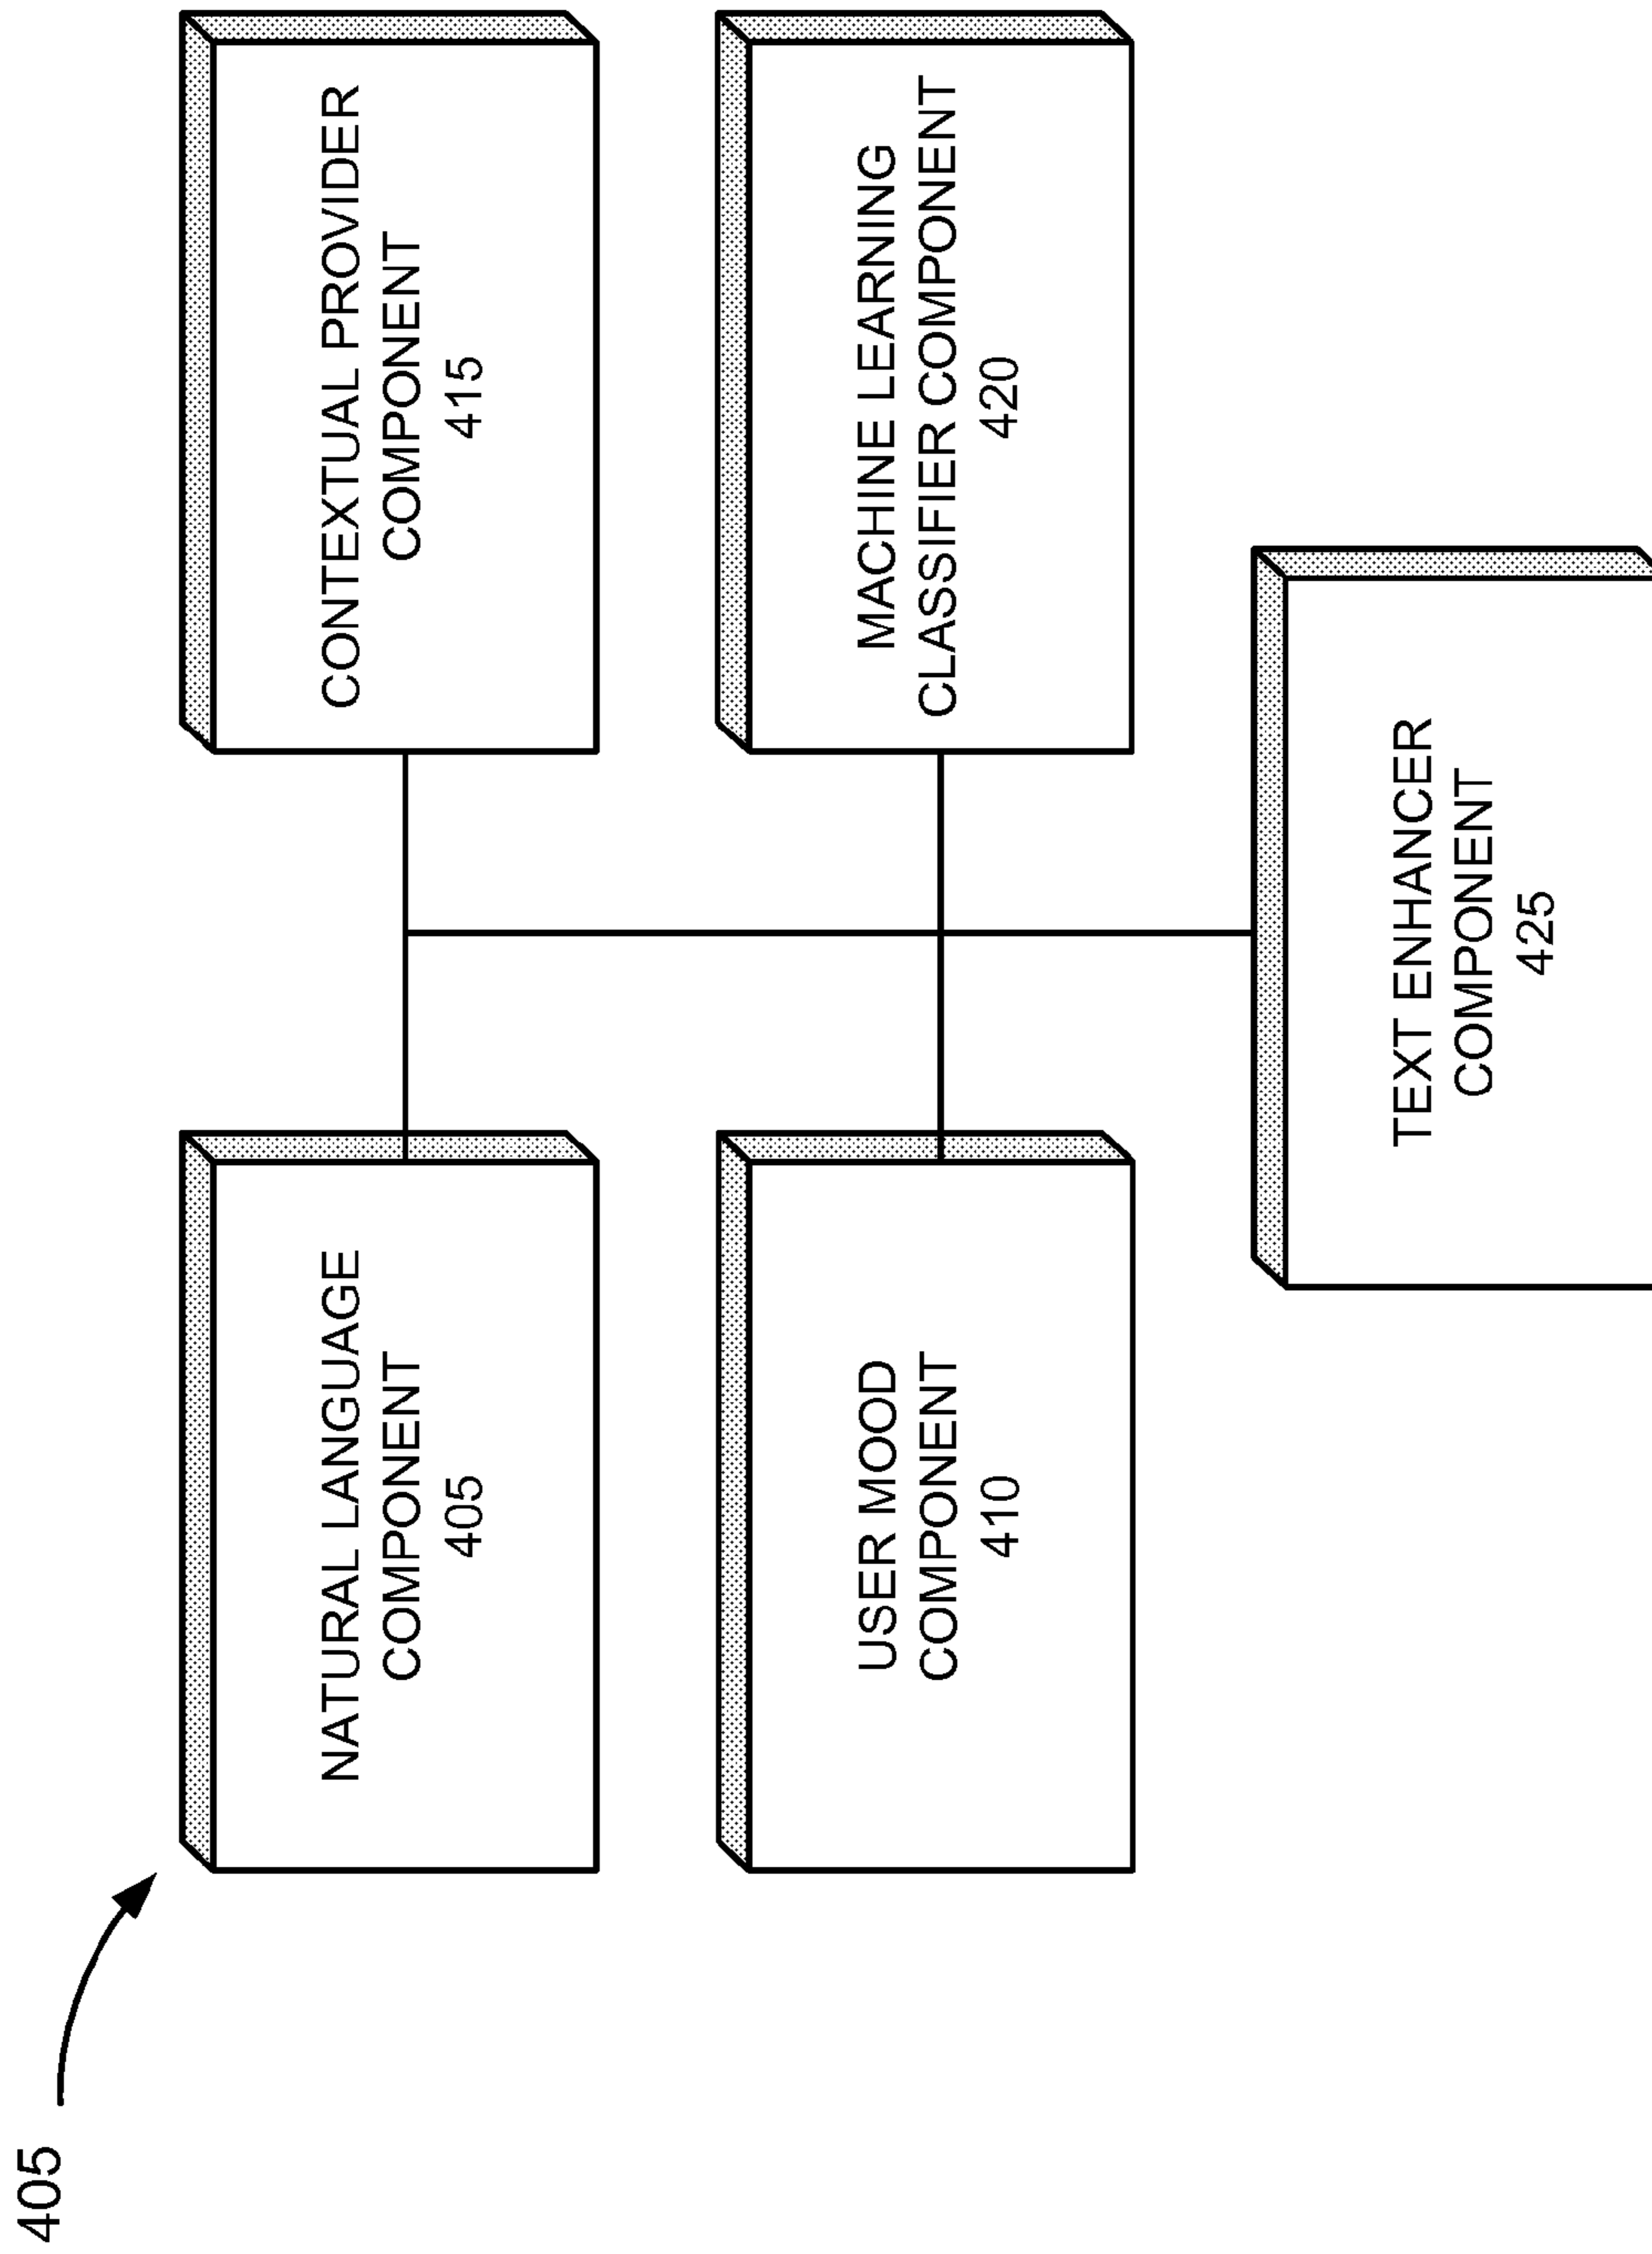 405
NATURAL LANGUAGE
COMPONENT
405
CONTEXTUAL PROVIDER
COMPONENT
415
USER MOOD
COMPONENT
410
MACHINE LEARNING
CLASSIFIER COMPONENT
420
TEXT ENHANCER
COMPONENT
425